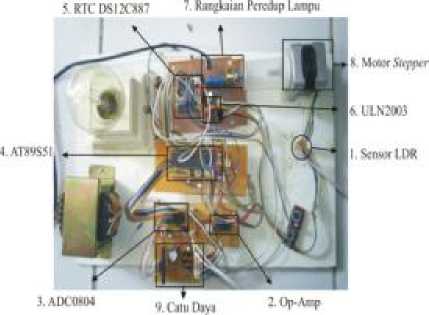 5. RTC DS12C887
7. Rangkaian Peredup Lampu
8. Motor Stepper
6. ULN2003
1. Sensor LDR
4. AT89S51
3. ADC0804
9. Catu Daya
2. Op-Amp